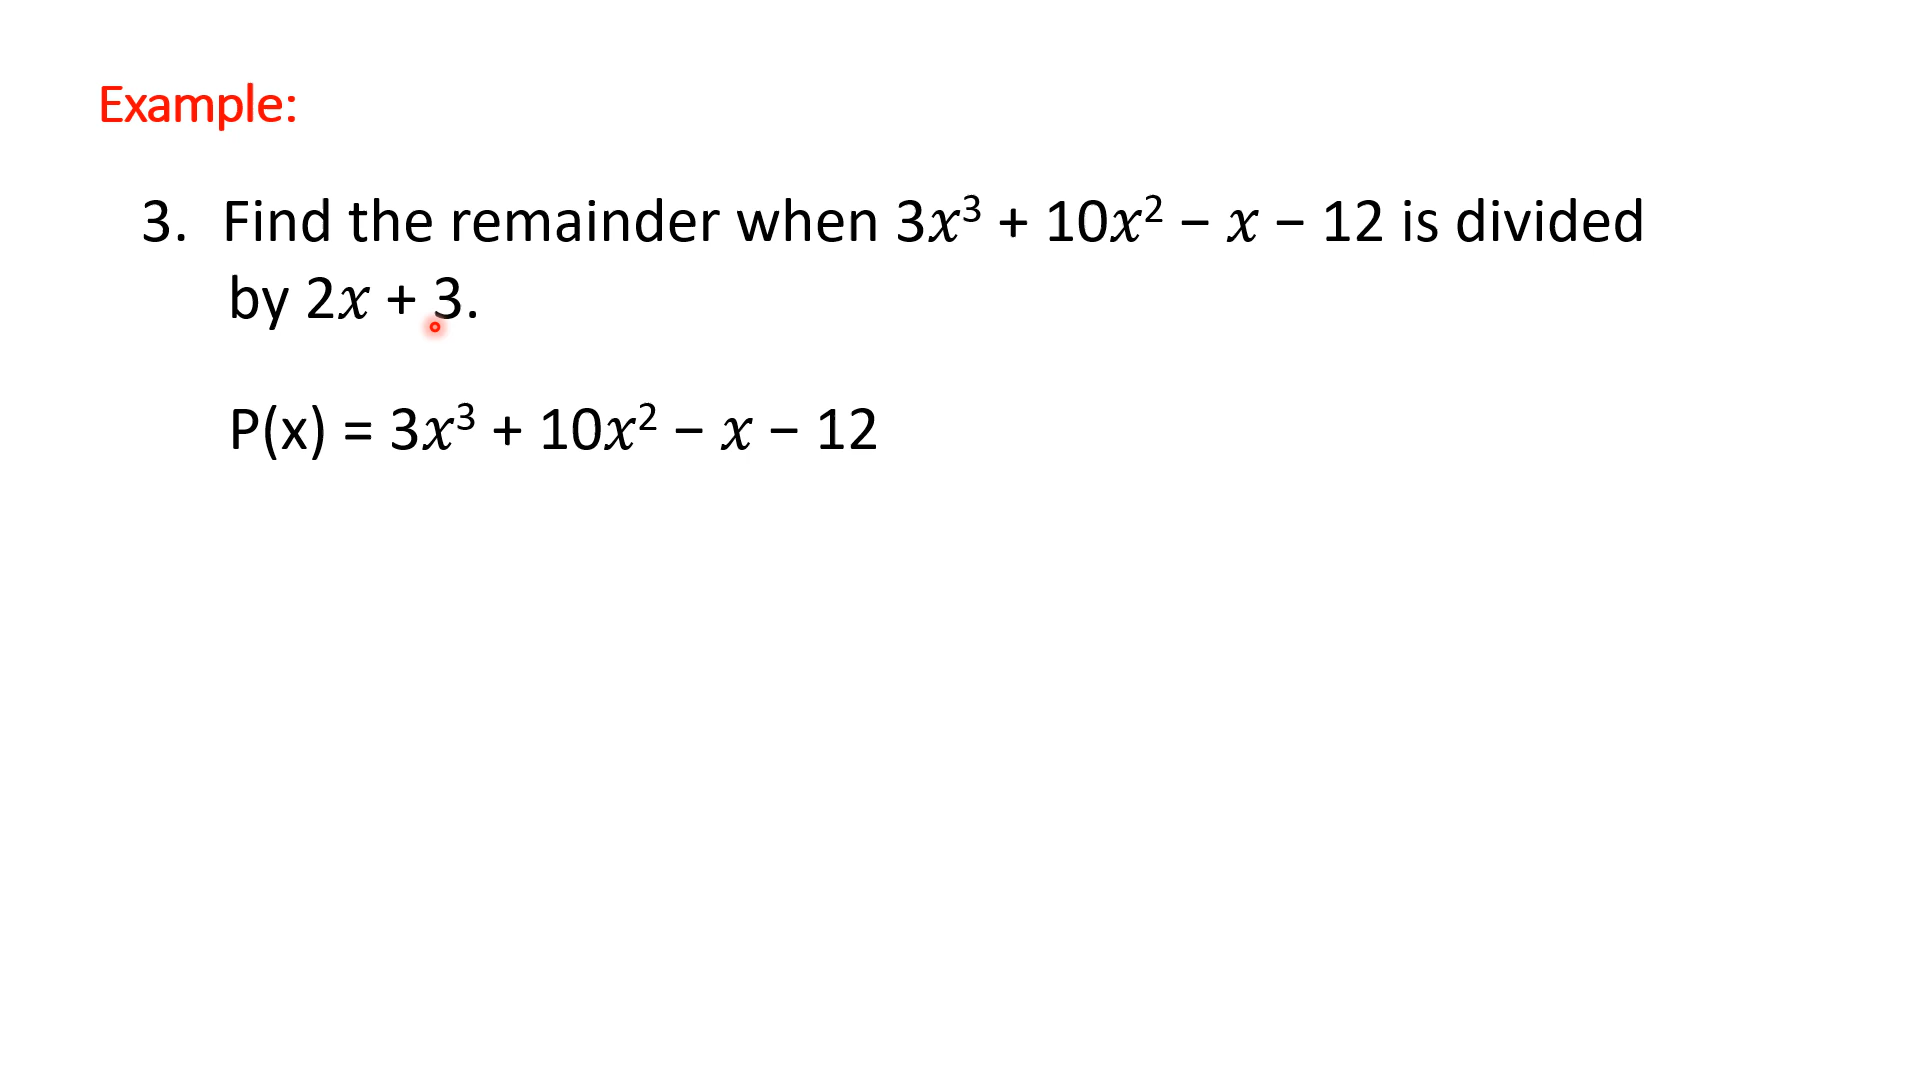 Example:
3. Find the remainder when 3𝑥³ + 10𝑥² − 𝑥 − 12 is divided
by 2𝑥 + 3.
P(x) = 3𝑥³ + 10𝑥² − 𝑥 − 12